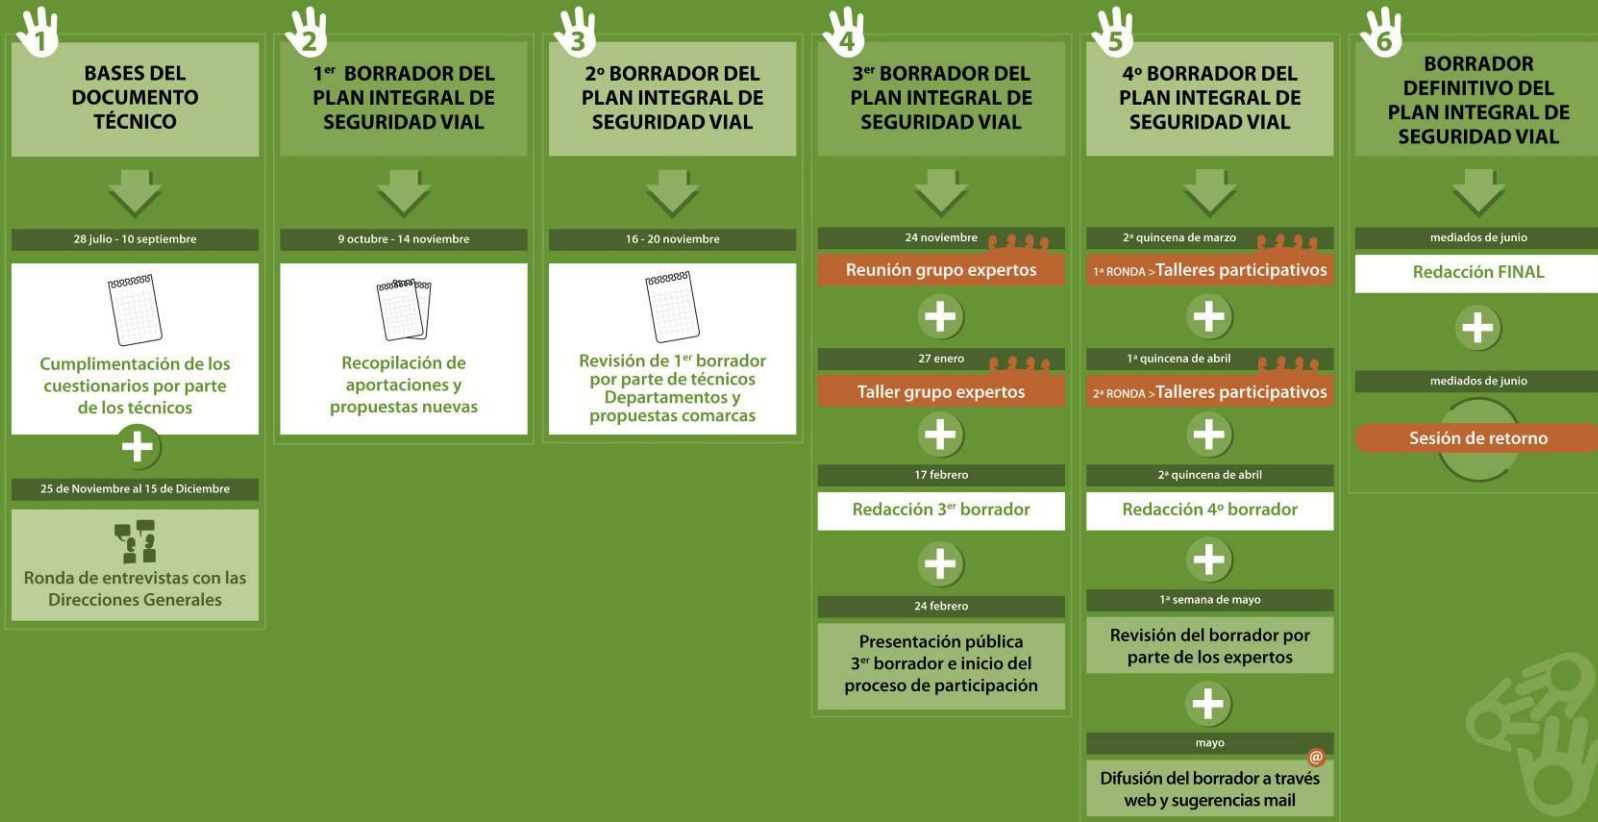 1
BASES DEL
DOCUMENTO
TÉCNICO
28 julio - 10 septiembre
Cumplimentación de los
cuestionarios por parte
de los técnicos
25 de Noviembre al 15 de Diciembre
Ronda de entrevistas con las
Direcciones Generales
2
1er BORRADOR DEL
PLAN INTEGRAL DE
SEGURIDAD VIAL
9 octubre - 14 noviembre
Recopilación de
aportaciones y
propuestas nuevas
3
2º BORRADOR DEL
PLAN INTEGRAL DE
SEGURIDAD VIAL
16 - 20 noviembre
Revisión de 1er borrador
por parte de técnicos
Departamentos y
propuestas comarcas
4
3er BORRADOR DEL
PLAN INTEGRAL DE
SEGURIDAD VIAL
24 noviembre
Reunión grupo expertos
27 enero
Taller grupo expertos
17 febrero
Redacción 3er borrador
24 febrero
Presentación pública
3er borrador e inicio del
proceso de participación
5
4º BORRADOR DEL
PLAN INTEGRAL DE
SEGURIDAD VIAL
2ª quincena de marzo
1ª RONDA > Talleres participativos
1ª quincena de abril
2ª RONDA > Talleres participativos
2ª quincena de abril
Redacción 4º borrador
1ª semana de mayo
Revisión del borrador por
parte de los expertos
mayo
@
Difusión del borrador a través
web y sugerencias mail
6
BORRADOR
DEFINITIVO DEL
PLAN INTEGRAL DE
SEGURIDAD VIAL
mediados de junio
Redacción FINAL
mediados de junio
Sesión de retorno